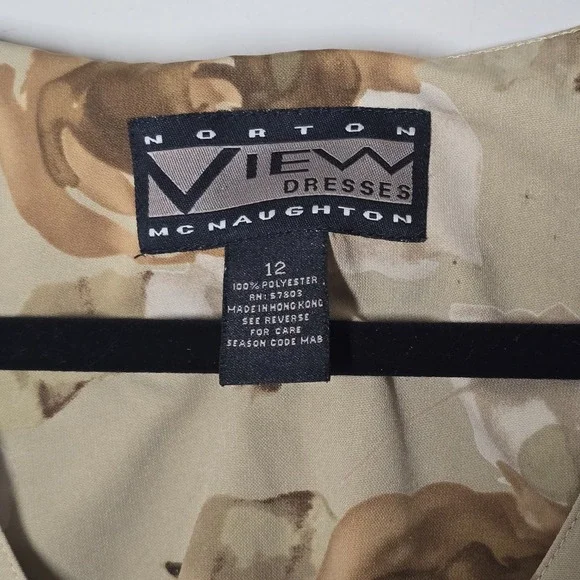 NORTON
VIEW
DRESSES
MCNAUGHTON
12
100% POLYESTER
RN: 57803
MADE IN HONG KONG
SEE REVERSE
FOR CARE
SEASON CODE MAB